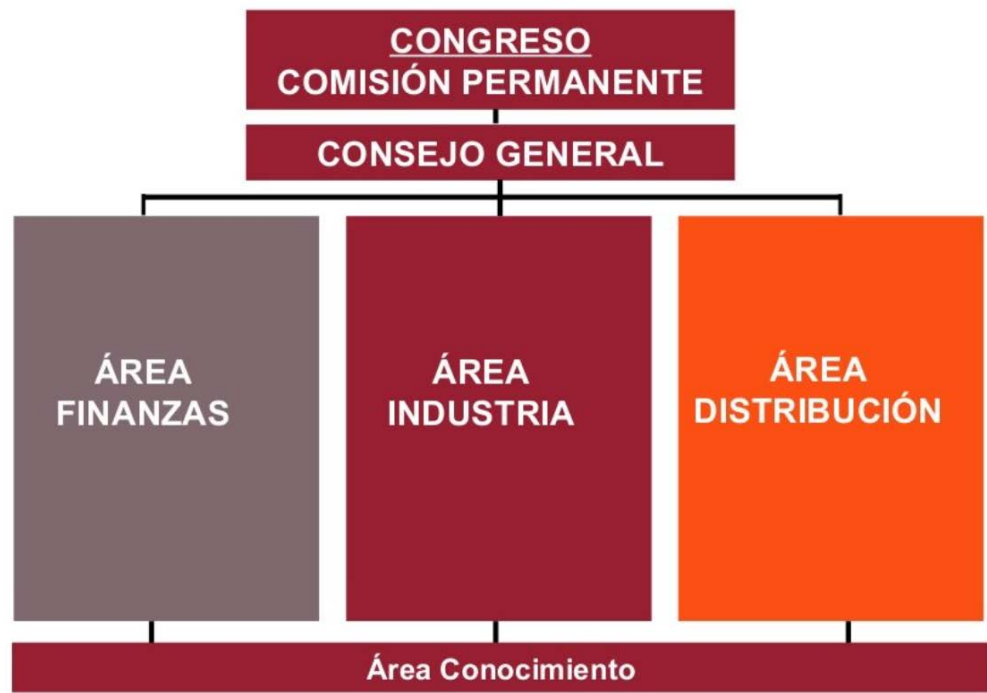 CONGRESO
COMISIÓN PERMANENTE
CONSEJO GENERAL
ÁREA
FINANZAS
ÁREA
INDUSTRIA
ÁREA
DISTRIBUCIÓN
Área Conocimiento